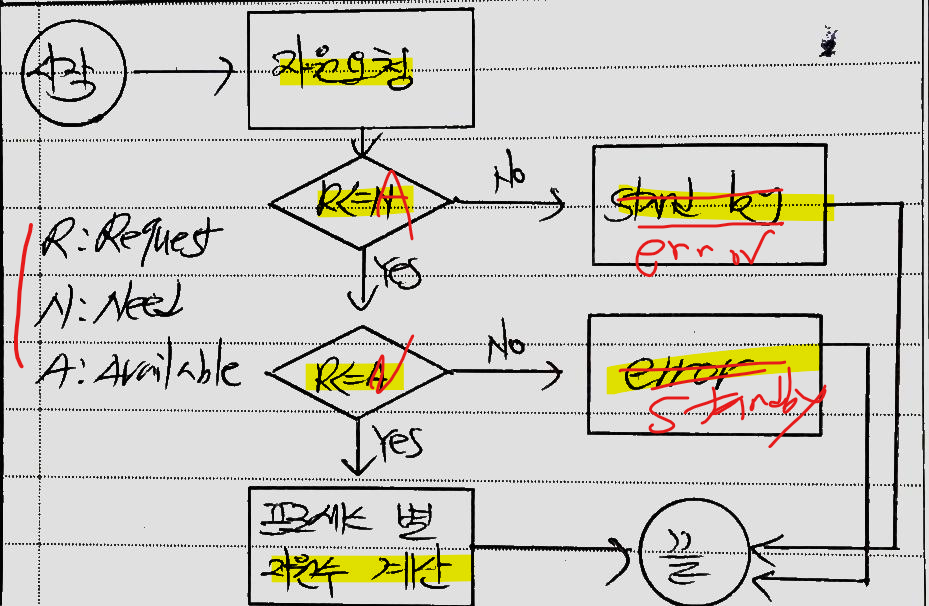 시작
자원요청
R<=N A
No
stand by
error
R: Request
Yes
N: Need
A: Available
R<=A N
No
error
standby
Yes
프로세스 별
자원수 계산
끝